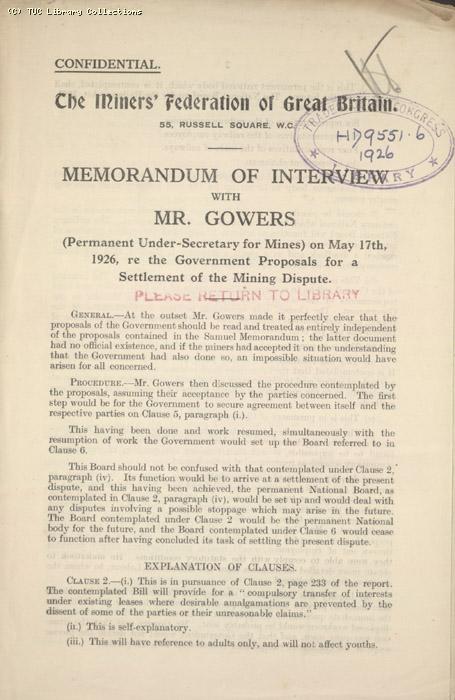 (C) TUC Library Collections
CONFIDENTIAL.
The Miners' Federation of Great Britain.
55, RUSSELL SQUARE, W.C.
TRADES CONGRESS
HD9551.6
1926
LIBRARY
MEMORANDUM OF INTERVIEW
WITH
MR. GOWERS
(Permanent Under-Secretary for Mines) on May 17th,
1926, re the Government Proposals for a
Settlement of the Mining Dispute.
PLEASE RETURN TO LIBRARY
GENERAL.—At the outset Mr. Gowers made it perfectly clear that the
proposals of the Government should be read and treated as entirely independent
of the proposals contained in the Samuel Memorandum; the latter document
had no official existence, and if the miners had accepted it on the understanding
that the Government had also done so, an impossible situation would have
arisen for all concerned.
PROCEDURE.—Mr. Gowers then discussed the procedure contemplated by
the proposals, assuming their acceptance by the parties concerned. The first
step would be for the Government to secure agreement between itself and the
respective parties on Clause 5, paragraph (i.).
This having been done and work resumed, simultaneously with the
resumption of work the Government would set up the Board referred to in
Clause 6.
This Board should not be confused with that contemplated under Clause 2,
paragraph (iv). Its function would be to arrive at a settlement of the present
dispute, and this having been achieved, the permanent National Board, as
contemplated in Clause 2, paragraph (iv), would be set up and would deal with
any disputes involving a possible stoppage which may arise in the future.
The Board contemplated under Clause 2 would be the permanent National
body for the future, and the Board contemplated under Clause 6 would cease
to function after having concluded its task of settling the present dispute.
EXPLANATION OF CLAUSES.
CLAUSE 2.—(i.) This is in pursuance of Clause 2, page 233 of the report.
The contemplated Bill will provide for a "compulsory transfer of interests
under existing leases where desirable amalgamations are prevented by the
dissent of some of the parties or their unreasonable claims."
(ii.) This is self-explanatory.
(iii.) This will have reference to adults only, and will not affect youths.